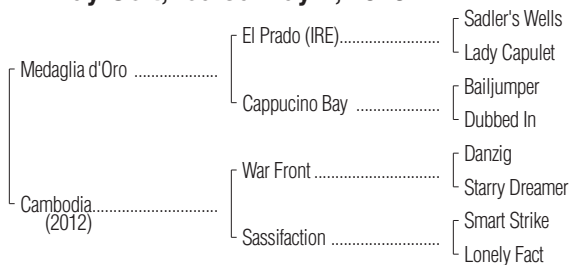 Sadler's Wells
El Prado (IRE)
Lady Capulet
Medaglia d'Oro
Bailjumper
Cappucino Bay
Dubbed In
Danzig
War Front
Starry Dreamer
Cambodia
(2012)
Smart Strike
Sassifaction
Lonely Fact